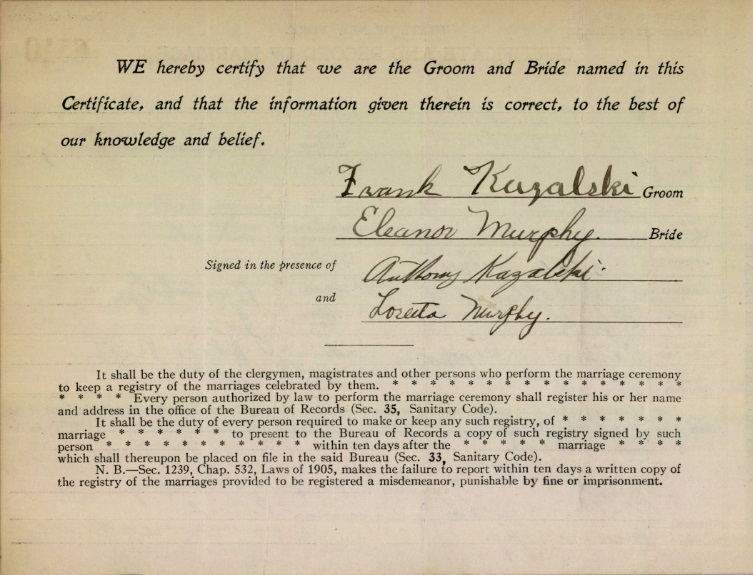 WE hereby certify that we are the Groom and Bride named in this
Certificate, and that the information given therein is correct, to the best of
our knowledge and belief.
Frank Kuzalski Groom
Eleanor Murphy. Bride
Signed in the presence of Anthony Kazalski.
and Loretta Murphy.
It shall be the duty of the clergymen, magistrates and other persons who perform the marriage ceremony
to keep a registry of the marriages celebrated by them. * * * * * * * * * * * * * * *
* * * * Every person authorized by law to perform the marriage ceremony shall register his or her name
and address in the office of the Bureau of Records (Sec. 35, Sanitary Code).
It shall be the duty of every person required to make or keep any such registry, of * * * * * * *
marriage * * * * * * to present to the Bureau of Records a copy of such registry signed by such
person * * * * * * * * * * * * within ten days after the * * * * * marriage * * * *
which shall thereupon be placed on file in the said Bureau (Sec. 33, Sanitary Code).
N. B.—Sec. 1239, Chap. 532, Laws of 1905, makes the failure to report within ten days a written copy of
the registry of the marriages provided to be registered a misdemeanor, punishable by fine or imprisonment.